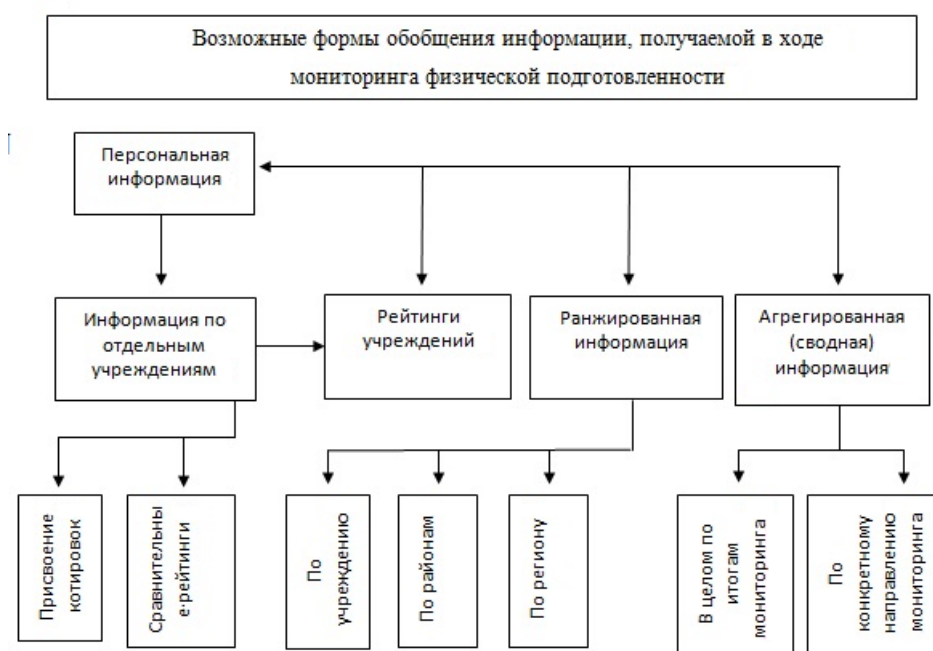 Возможные формы обобщения информации, получаемой в ходе
мониторинга физической подготовленности
Персональная
информация
Информация по
отдельным
учреждениям
Рейтинги
учреждений
Ранжированная
информация
Агрегированная
(сводная)
информация
Присвоение
котировок
Сравнительны
е-рейтинги
По
учреждению
По районам
По региону
В целом по
итогам
мониторинга
По
конкретному
направлению
мониторинга